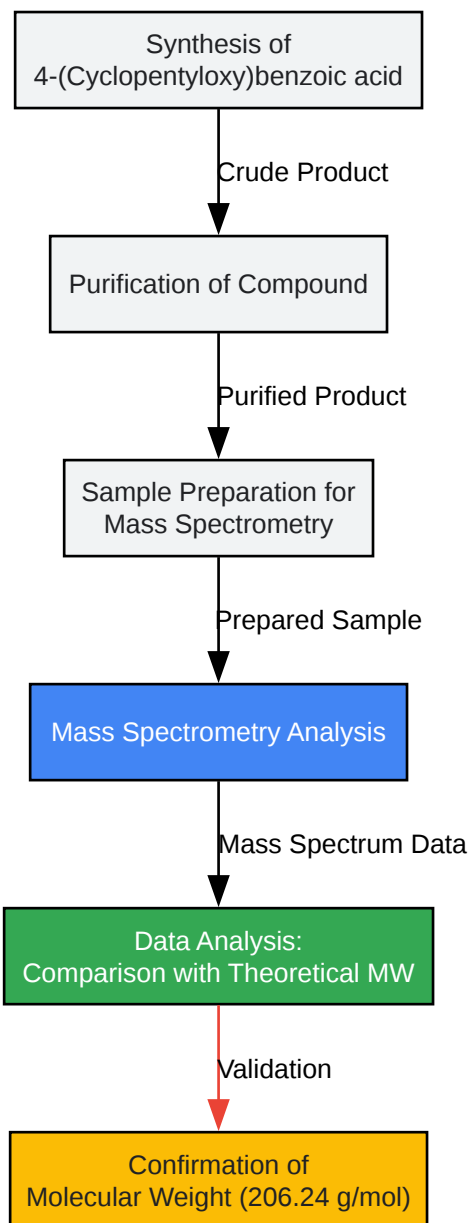 Synthesis of
4-(Cyclopentyloxy)benzoic acid
Crude Product
Purification of Compound
Purified Product
Sample Preparation for
Mass Spectrometry
Prepared Sample
Mass Spectrometry Analysis
Mass Spectrum Data
Data Analysis:
Comparison with Theoretical MW
Validation
Confirmation of
Molecular Weight (206.24 g/mol)